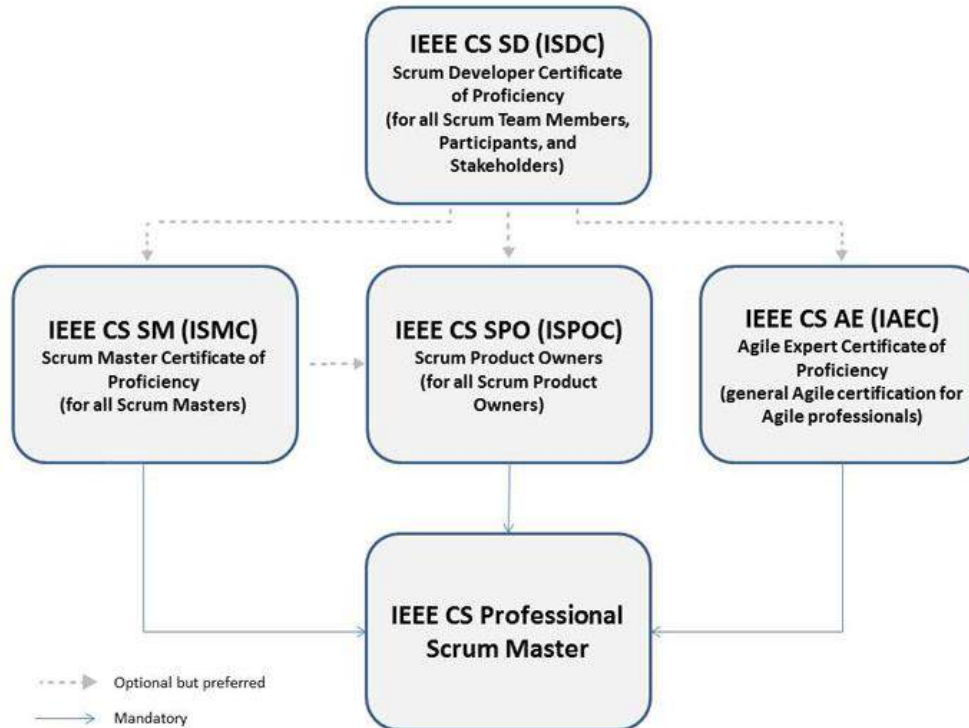 IEEE CS SD (ISDC)
Scrum Developer Certificate
of Proficiency
(for all Scrum Team Members,
Participants, and
Stakeholders)
IEEE CS SM (ISMC)
Scrum Master Certificate of
Proficiency
(for all Scrum Masters)
IEEE CS SPO (ISPOC)
Scrum Product Owners
(for all Scrum Product
Owners)
IEEE CS AE (IAEC)
Agile Expert Certificate of
Proficiency
(general Agile certification for
Agile professionals)
IEEE CS Professional
Scrum Master
Optional but preferred
Mandatory